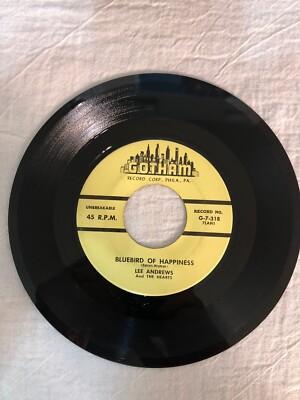 GOTHAM
RECORD CORP., PHILA., PA.
UNBREAKABLE
45 R.P.M.
RECORD NO.
G-7-318
BLUEBIRD OF HAPPINESS
LEE ANDREWS
And THE HEARTS